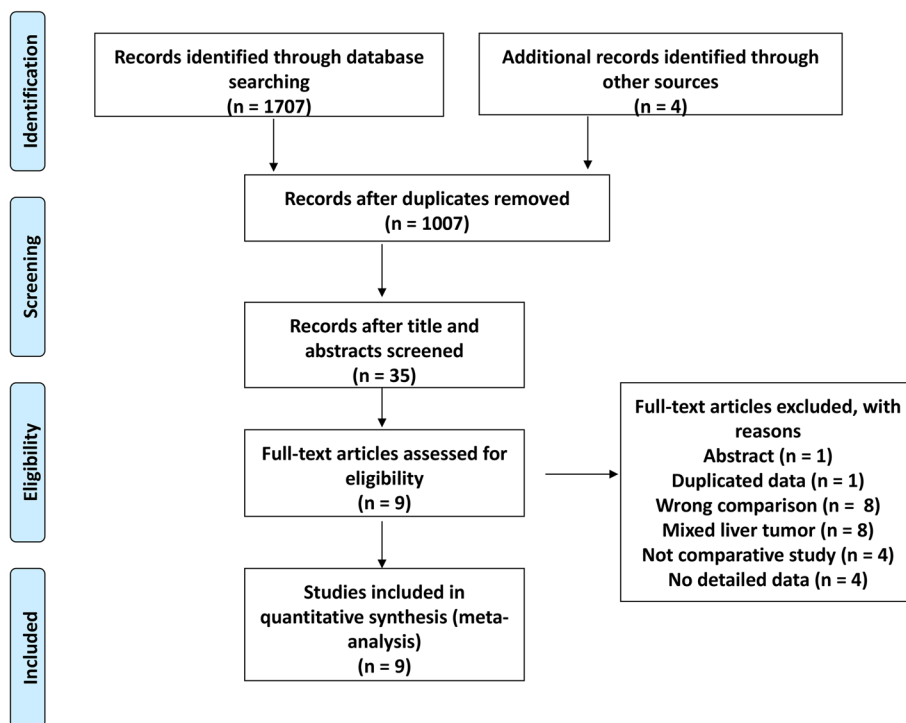 Identification
Records identified through database
searching
(n = 1707)
Additional records identified through
other sources
(n = 4)
Screening
Records after duplicates removed
(n = 1007)
Records after title and
abstracts screened
(n = 35)
Eligibility
Full-text articles assessed for
eligibility
(n = 9)
Full-text articles excluded, with
reasons
Abstract (n = 1)
Duplicated data (n = 1)
Wrong comparison (n =  8)
Mixed liver tumor (n = 8)
Not comparative study (n = 4)
No detailed data (n = 4)
Included
Studies included in
quantitative synthesis (meta-
analysis)
(n = 9)